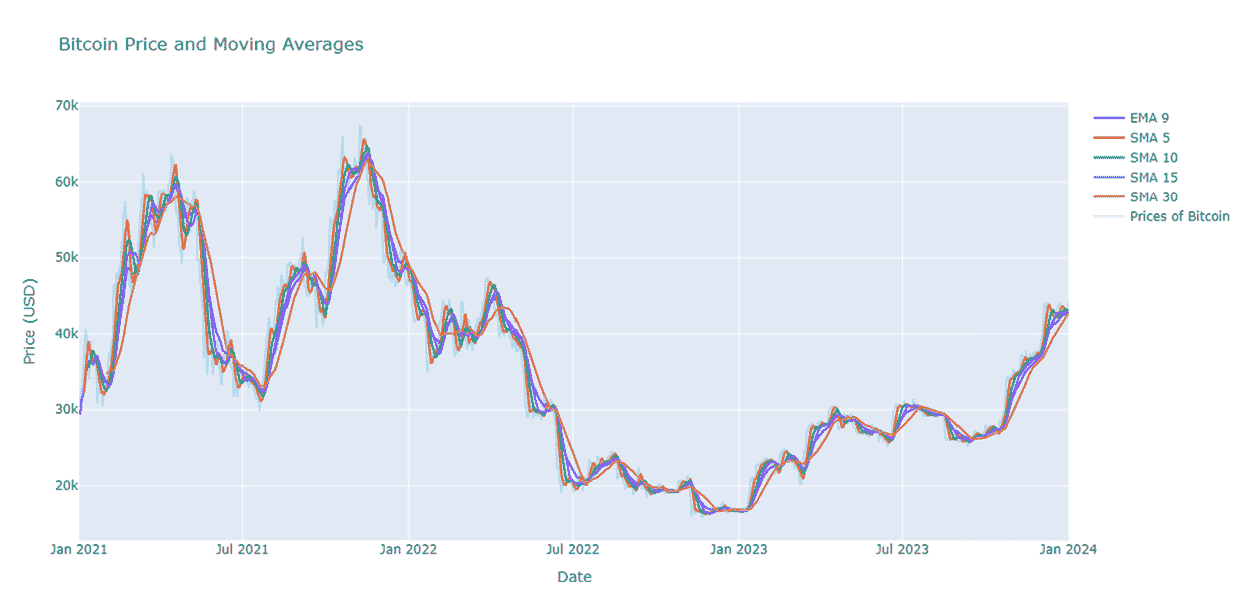 Bitcoin Price and Moving Averages
70k
60k
50k
40k
30k
20k
Price (USD)
Jan 2021
Jul 2021
Jan 2022
Jul 2022
Jan 2023
Jul 2023
Jan 2024
Date
EMA 9
SMA 5
SMA 10
SMA 15
SMA 30
Prices of Bitcoin